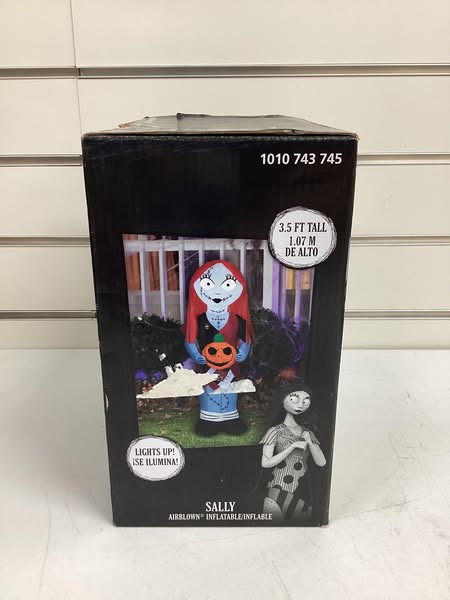 1010 743 745
3.5 FT TALL
1.07 M
DE ALTO
LIGHTS UP!
¡SE ILUMINA!
SALLY
AIRBLOWN® INFLATABLE/INFLABLE